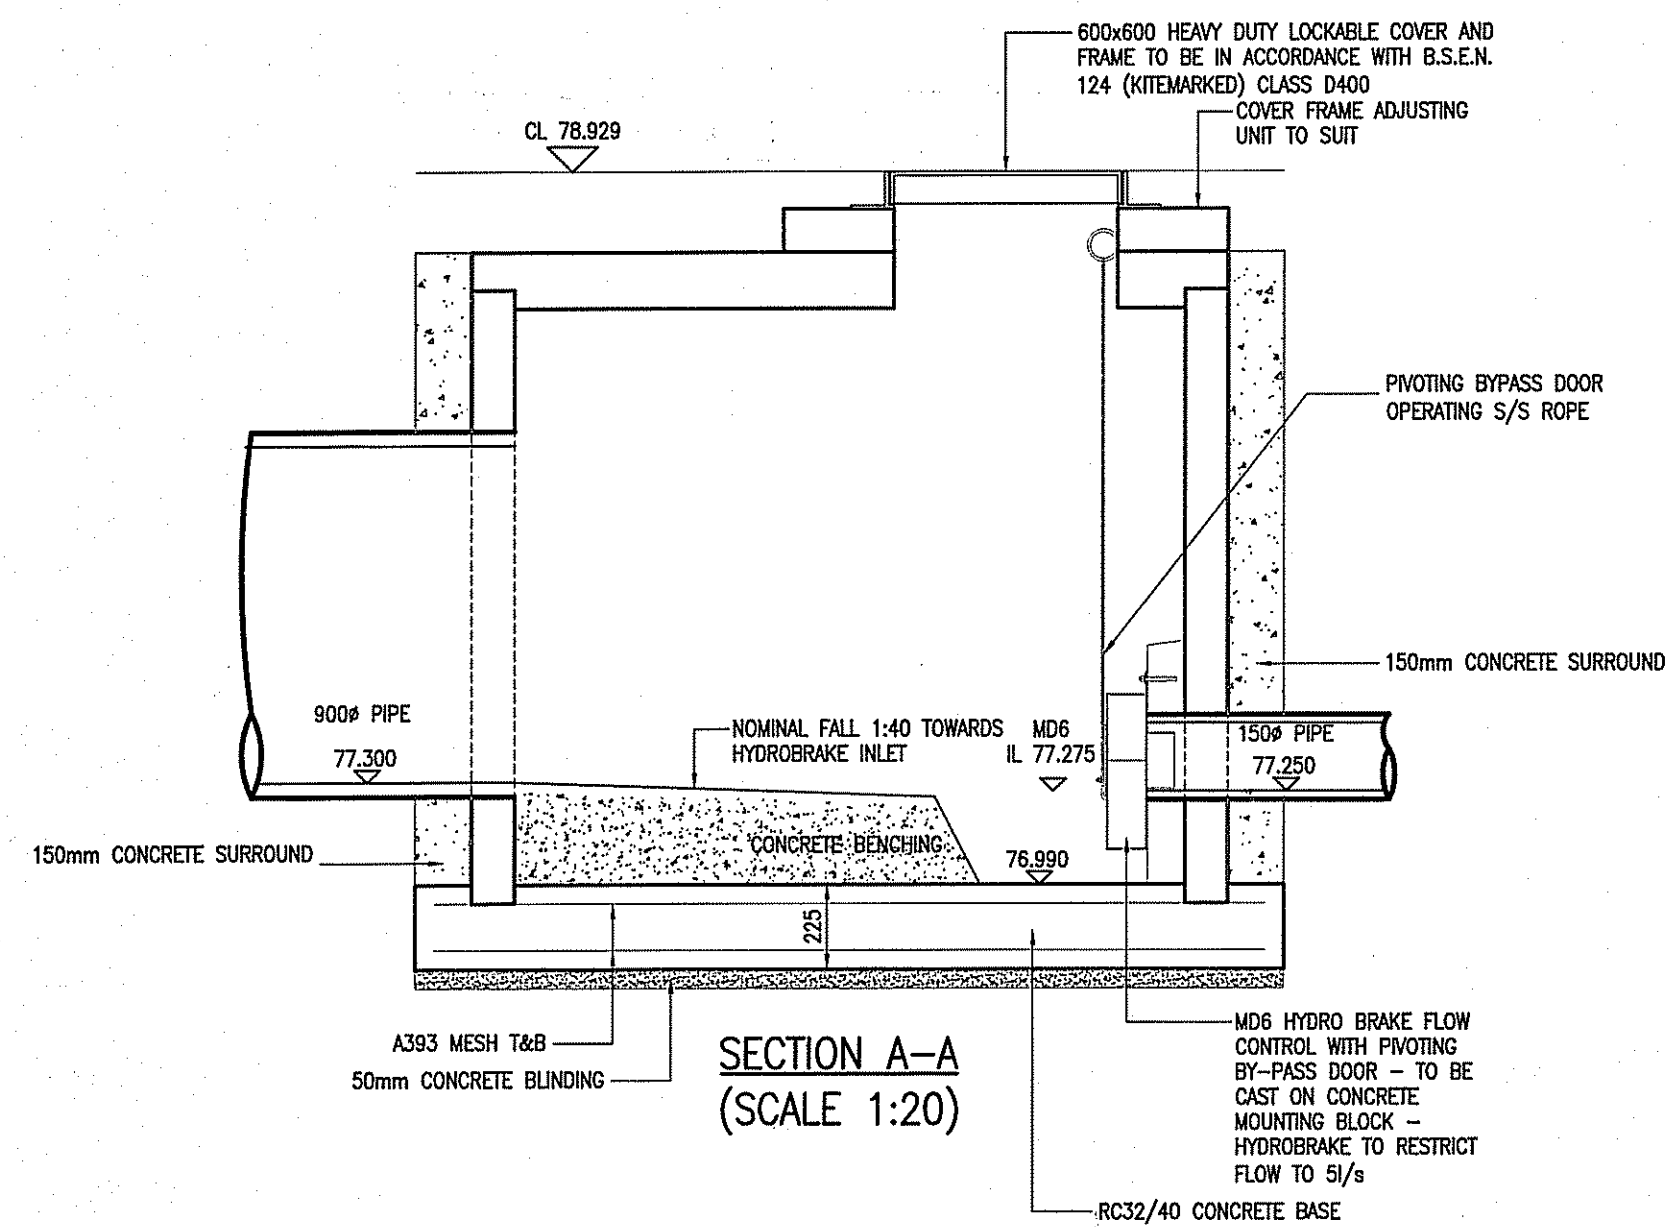 600x600 HEAVY DUTY LOCKABLE COVER AND
FRAME TO BE IN ACCORDANCE WITH B.S.E.N.
124 (KITEMARKED) CLASS D400
COVER FRAME ADJUSTING
UNIT TO SUIT
CL 78.929
PIVOTING BYPASS DOOR
OPERATING S/S ROPE
150mm CONCRETE SURROUND
900ø PIPE
77.300
NOMINAL FALL 1:40 TOWARDS
HYDROBRAKE INLET
MD6
IL 77.275
150ø PIPE
77.250
150mm CONCRETE SURROUND
CONCRETE BENCHING
76.990
225
A393 MESH T&B
50mm CONCRETE BLINDING
SECTION A-A
(SCALE 1:20)
MD6 HYDRO BRAKE FLOW
CONTROL WITH PIVOTING
BY-PASS DOOR - TO BE
CAST ON CONCRETE
MOUNTING BLOCK -
HYDROBRAKE TO RESTRICT
FLOW TO 5l/s
RC32/40 CONCRETE BASE